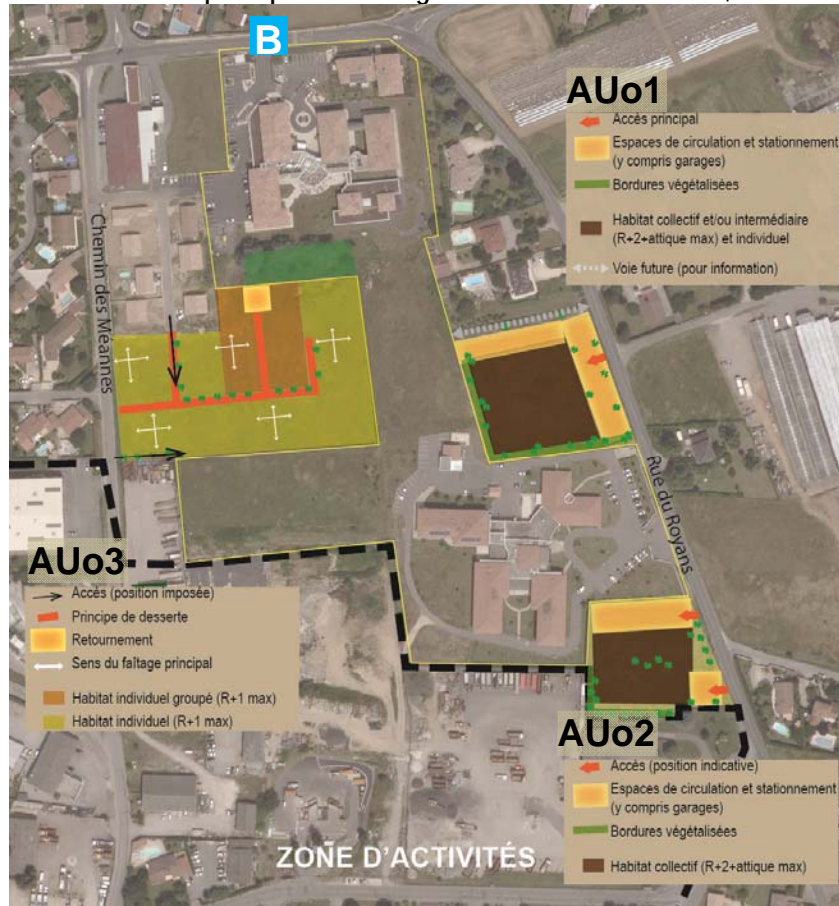 B
AUo1
Accès principal
Espaces de circulation et stationnement
(y compris garages)
Bordures végétalisées
Habitat collectif et/ou intermédiaire
(R+2+attique max) et individuel
Voie future (pour information)
Chemin des Méannes
Rue du Royans
AUo3
Accès (position imposée)
Principe de desserte
Retournement
Sens du faîtage principal
Habitat individuel groupé (R+1 max)
Habitat individuel (R+1 max)
AUo2
Accès (position indicative)
Espaces de circulation et stationnement
(y compris garages)
Bordures végétalisées
Habitat collectif (R+2+attique max)
ZONE D'ACTIVITÉS